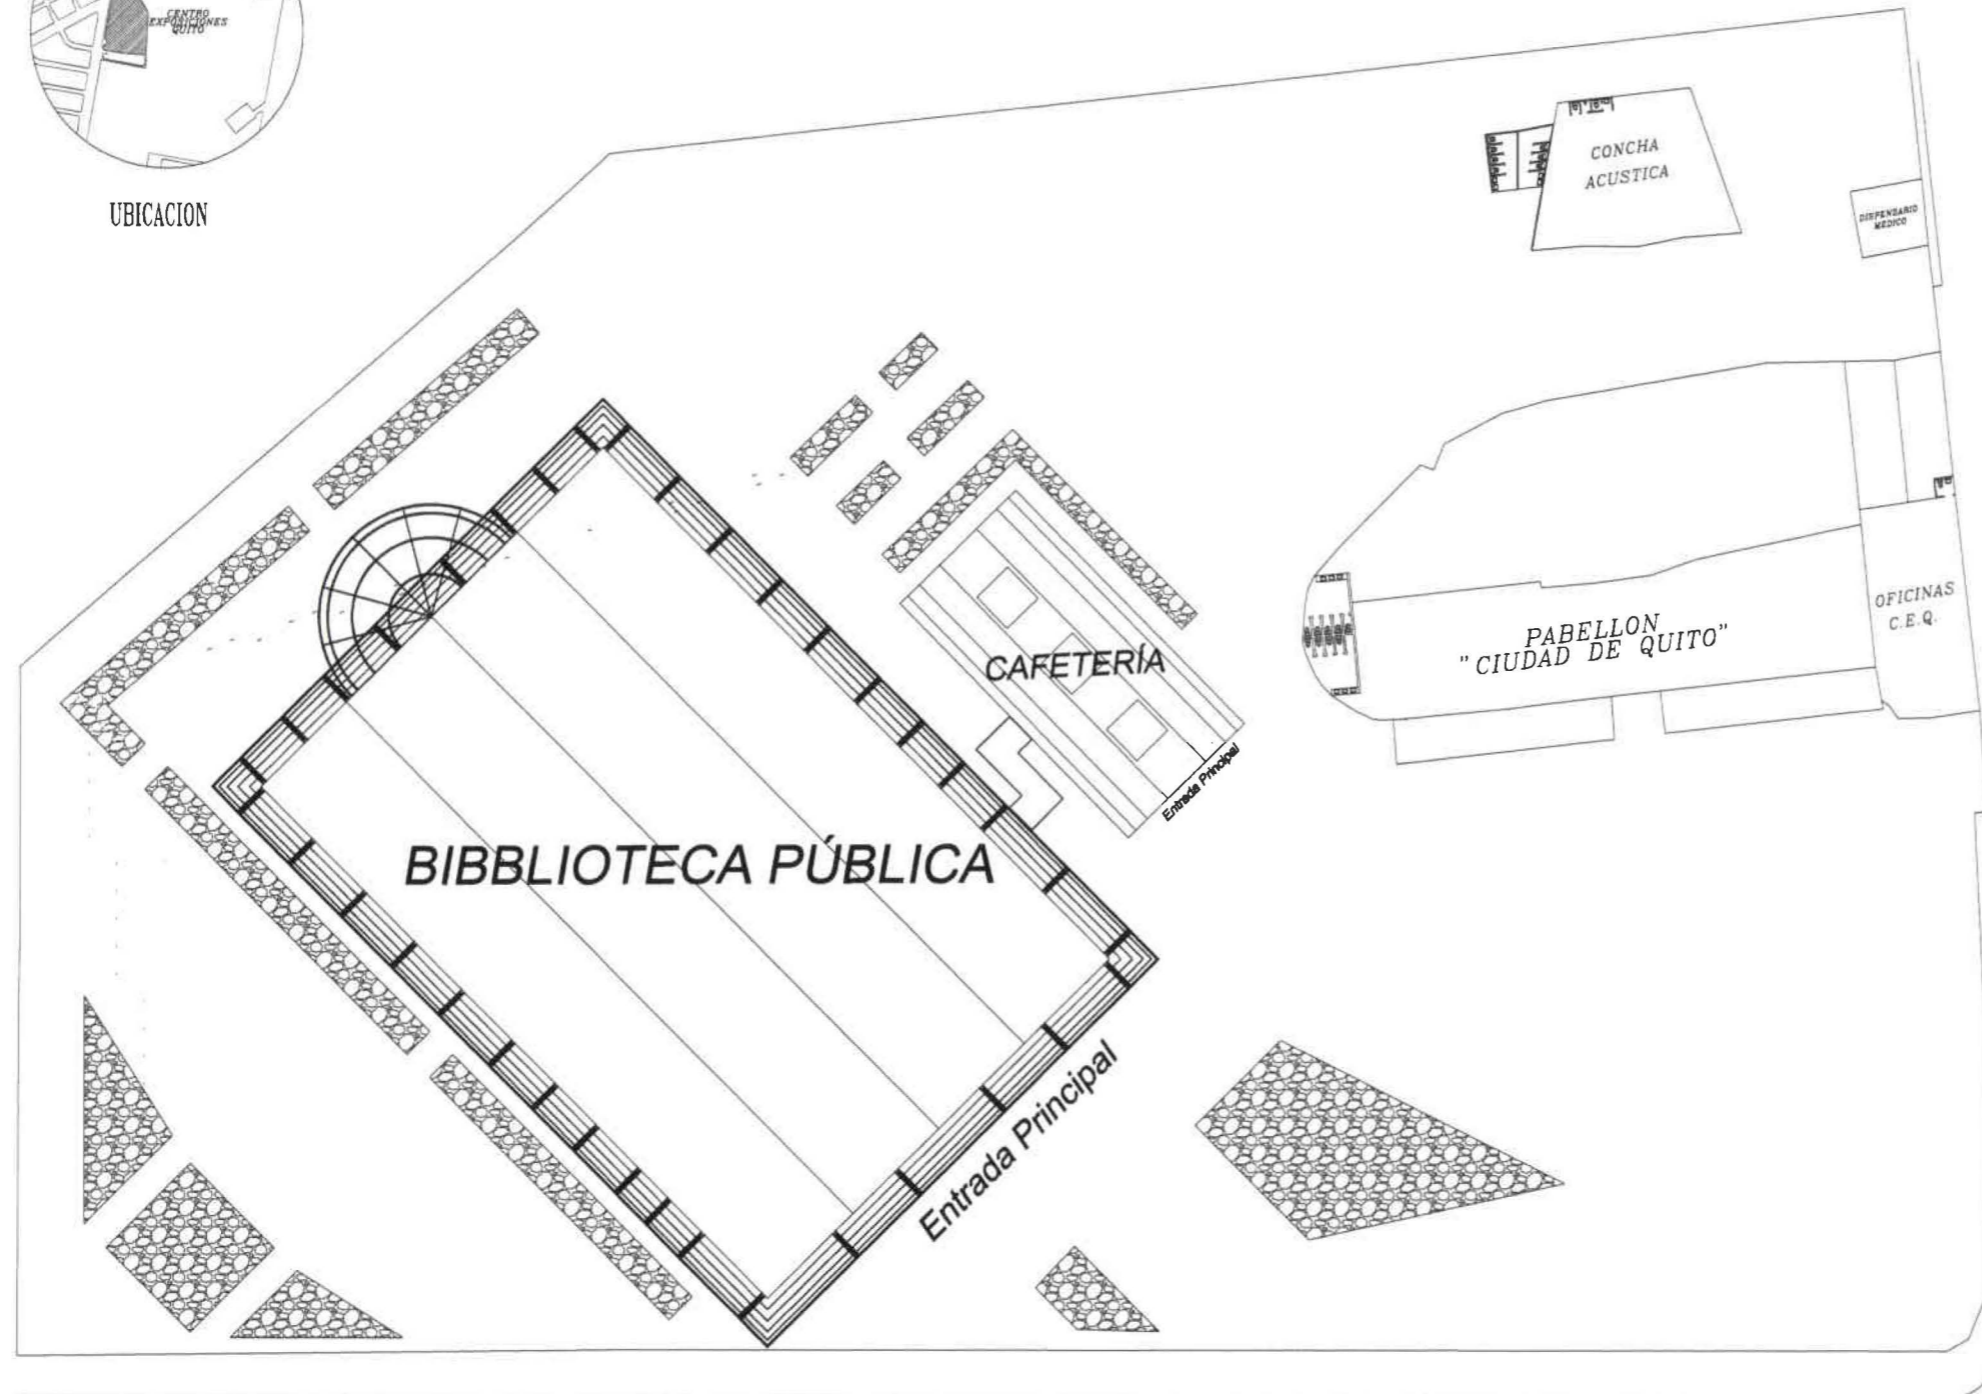 CENTRO
EXPOSICIONES
QUITO
UBICACION
CONCHA
ACUSTICA
DISPENSARIO
MEDICO
OFICINAS
C.E.Q.
PABELLON
"CIUDAD DE QUITO"
CAFETERÍA
Entrada Principal
BIBBLIOTECA PÚBLICA
Entrada Principal